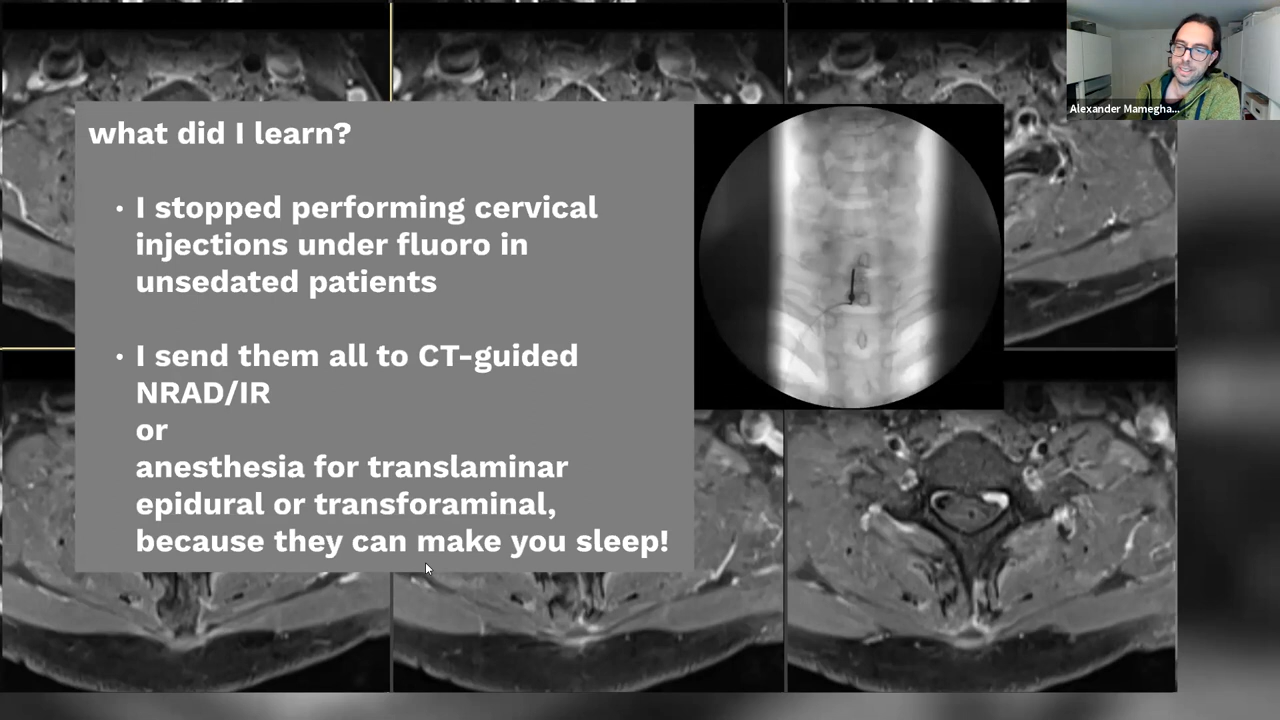 what did I learn?
• I stopped performing cervical
injections under fluoro in
unsedated patients
• I send them all to CT-guided
NRAD/IR
or
anesthesia for translaminar
epidural or transforaminal,
because they can make you sleep!
Alexander Mamegha...